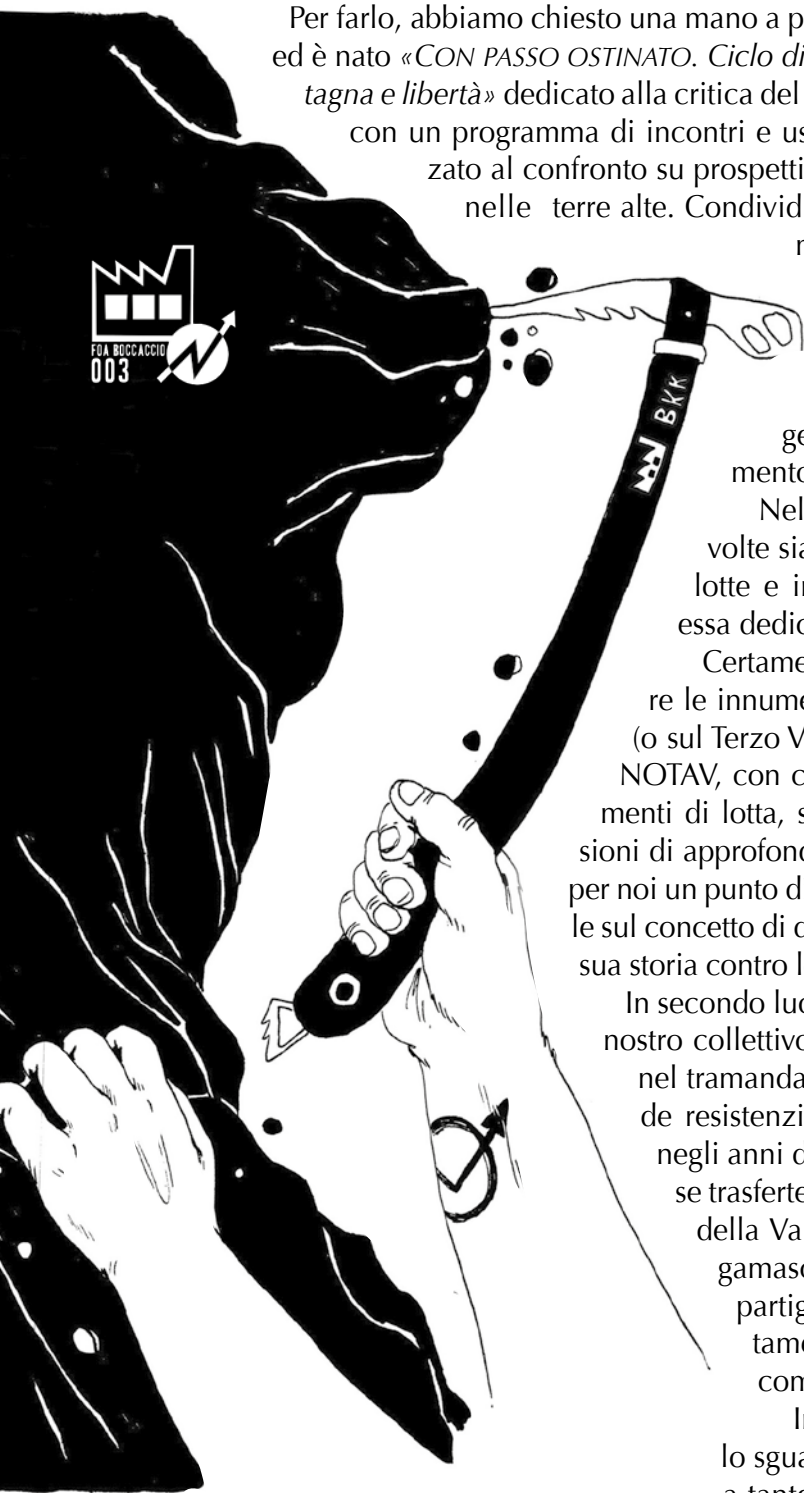 Per farlo, abbiamo chiesto una mano a p
ed è nato «CON PASSO OSTINATO. Ciclo di
tagna e libertà» dedicato alla critica del
con un programma di incontri e us
zato al confronto su prospetti
nelle terre alte. Condivid
FOA BOCCACCIO
003
BKK
ge
mento
Nel
volte sia
lotte e in
essa dedic
Certame
re le innume
(o sul Terzo V
NOTAV, con c
menti di lotta, s
sioni di approfond
per noi un punto d
le sul concetto di c
sua storia contro l
In secondo luo
nostro collettivo
nel tramanda
de resistenzi
negli anni d
se trasferte
della Va
gamasc
partig
tame
com
I
lo sgua
a tanto